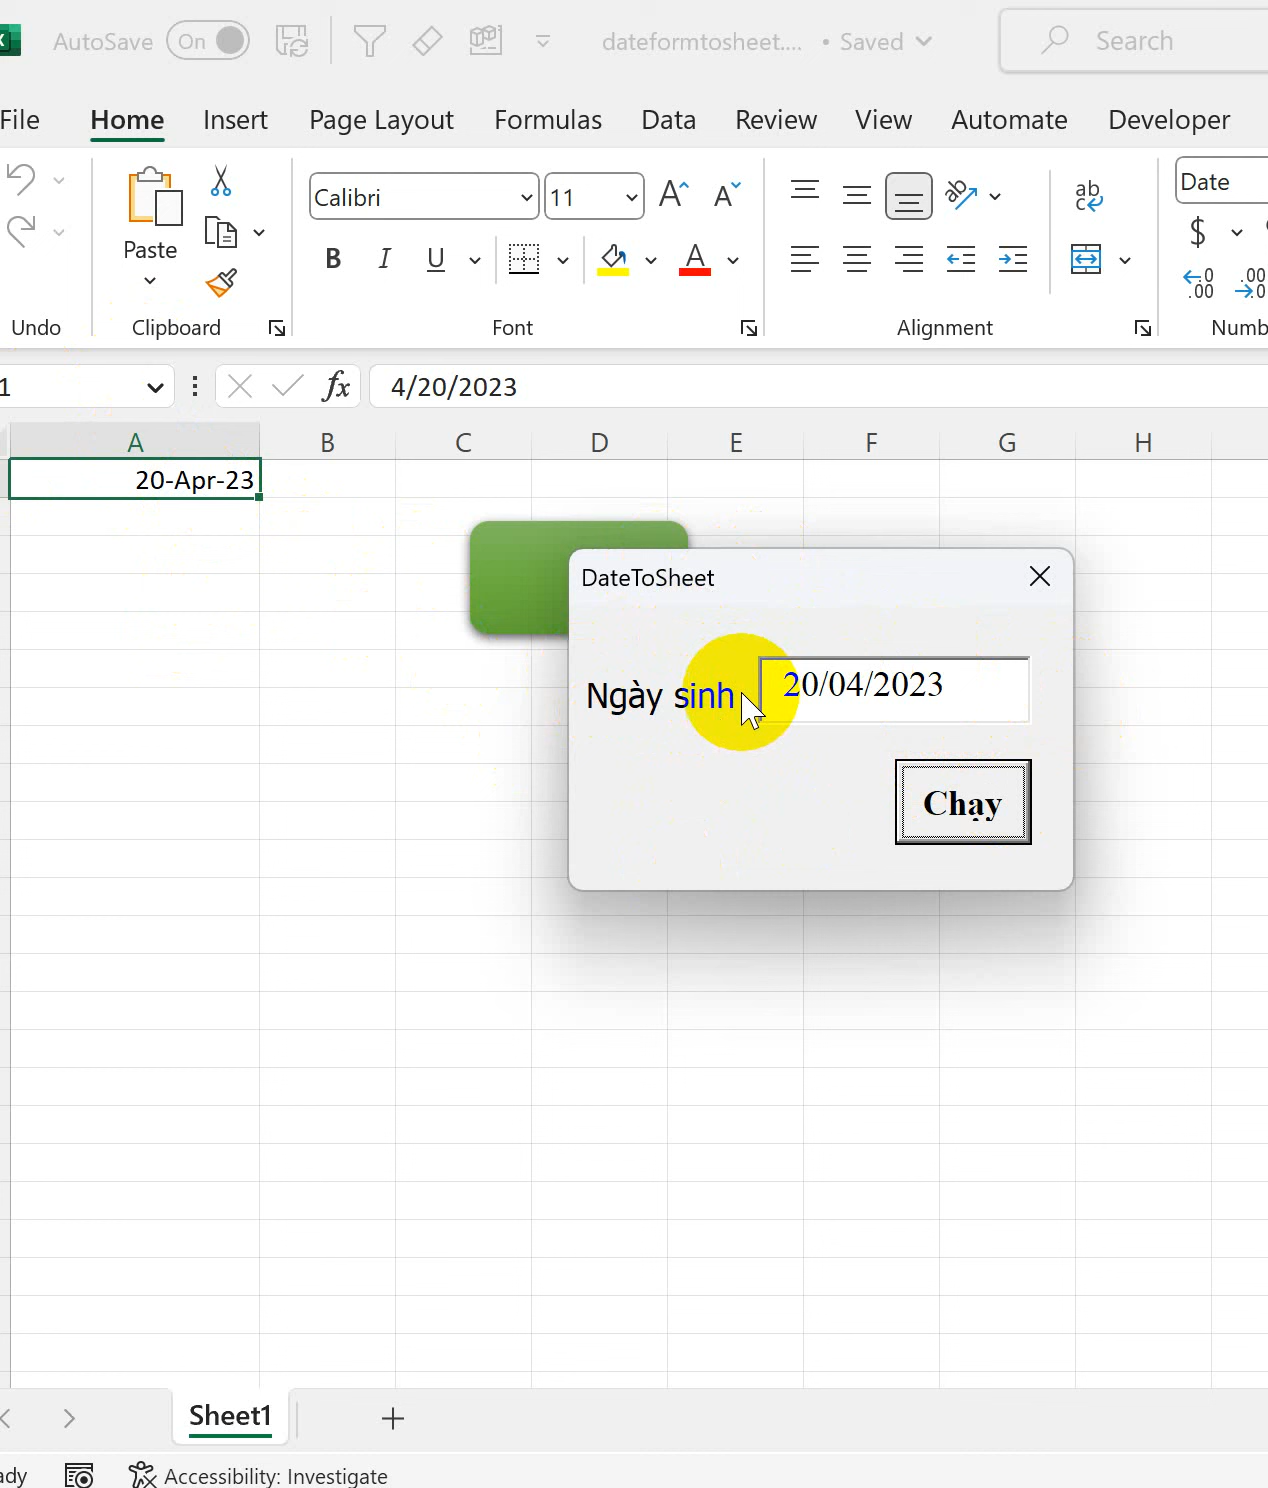 AutoSave On dateformtosheet.... • Saved Search
File Home Insert Page Layout Formulas Data Review View Automate Developer
Calibri 11 Date
Paste B I U A $
Undo Clipboard Font Alignment
1 fx 4/20/2023
A B C D E F G H
20-Apr-23
DateToSheet
Ngày sinh 20/04/2023
Chạy
Sheet1
Accessibility: Investigate